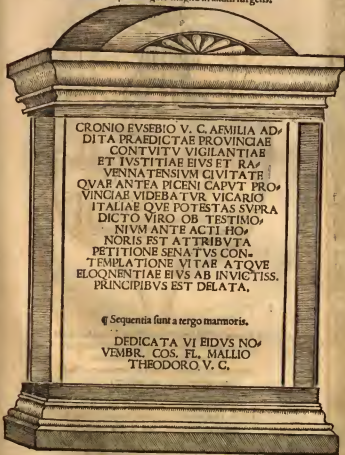 CRONIO EVSEBIO V. C. AEMILIA AD⸗
DITA PRAEDICTAE PROVINCIAE
CONTVITV VIGILANTIAE
ET IVSTITIAE EIVS ET RA⸗
VENNATENSIVM CIVITATE
QVAE ANTEA PICENI CAPVT PRO⸗
VINCIAE VIDEBATVR VICARIO
ITALIAE QVE POTESTAS SVPRA
DICTO VIRO OB TESTIMO⸗
NIVM ANTE ACTI HO⸗
NORIS EST ATTRIBVTA
PETITIONE SENATVS CON⸗
TEMPLATIONE VITAE ATQVE
ELOQNENTIAE EIVS AB INVICTISS.
PRINCIPIBVS EST DELATA.
¶ Sequentia sunt a tergo marmoris.
DEDICATA VI EIDVS NO⸗
VEMBR. COS. FL. MALLIO
THEODORO, V. C.